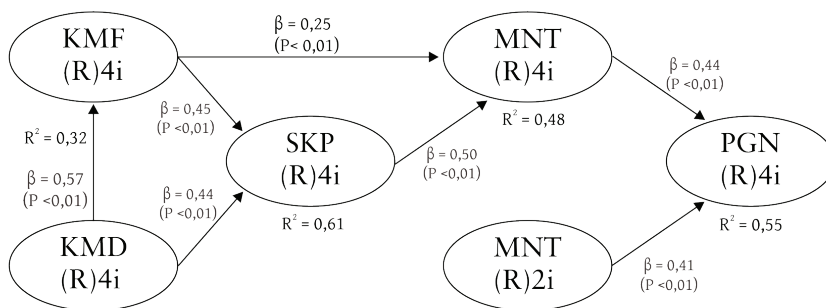 KMF
(R)4i
β = 0,25
(P< 0,01)
MNT
(R)4i
β = 0,44
(P <0,01)
β = 0,45
(P <0,01)
R² = 0,32
SKP
(R)4i
R² = 0,48
β = 0,50
(P <0,01)
PGN
(R)4i
β = 0,57
(P <0,01)
β = 0,44
(P <0,01)
R² = 0,61
R² = 0,55
KMD
(R)4i
MNT
(R)2i
β = 0,41
(P <0,01)